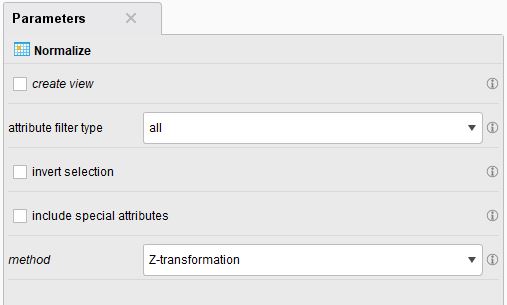 Parameters
Normalize
create view
attribute filter type all
invert selection
include special attributes
method Z-transformation